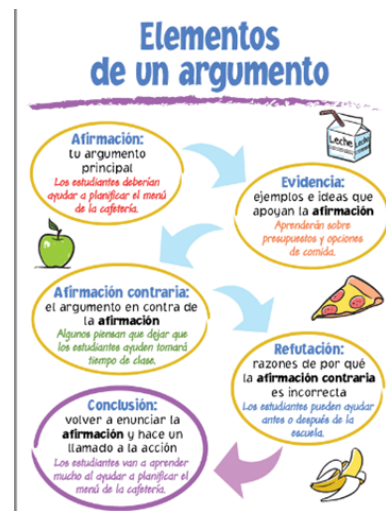 Elementos
de un argumento
Afirmación:
tu argumento
principal
Los estudiantes deberían
ayudar a planificar el menú
de la cafetería.
Leche
Leche
Evidencia:
ejemplos e ideas que
apoyan la afirmación
Aprenderán sobre
presupuestos y opciones
de comida.
Afirmación contraria:
el argumento en contra de
la afirmación
Algunos piensan que dejar que
los estudiantes ayuden tomará
tiempo de clase.
Refutación:
razones de por qué
la afirmación contraria
es incorrecta
Los estudiantes pueden ayudar
antes o después de la
escuela.
Conclusión:
volver a enunciar la
afirmación y hace un
llamado a la acción
Los estudiantes van a aprender
mucho al ayudar a planificar el
menú de la cafetería.